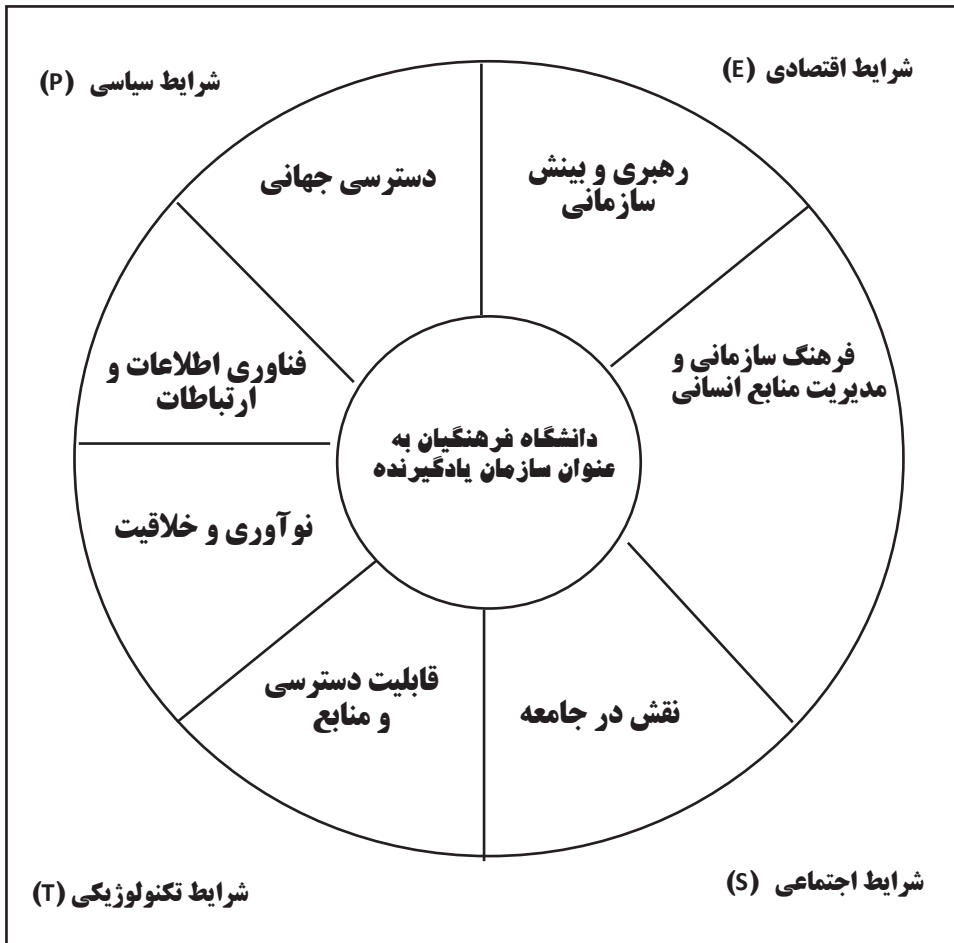 شرایط اقتصادی (E)
شرایط سیاسی (P)
رهبری و بینش
سازمانی
دسترسی جهانی
فرهنگ سازمانی و
مدیریت منابع انسانی
فناوری اطلاعات و
ارتباطات
دانشگاه فرهنگیان به
عنوان سازمان یادگیرنده
نوآوری و خلاقیت
نقش در جامعه
قابلیت دسترسی
و منابع
شرایط اجتماعی (S)
شرایط تکنولوژیکی (T)